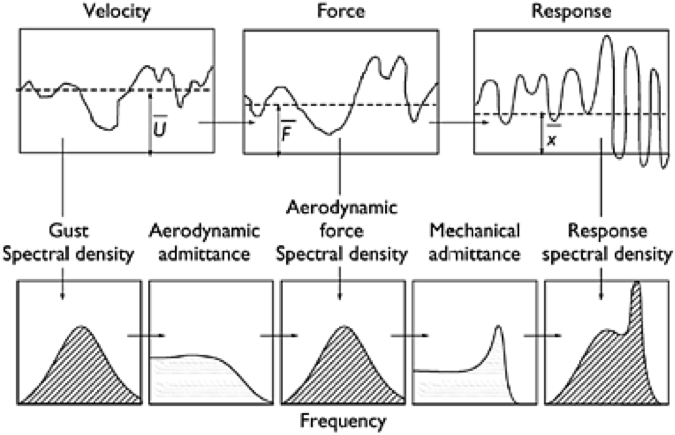 Velocity
Force
Response
U
F
x
Gust
Spectral density
Aerodynamic
admittance
Aerodynamic
force
Spectral density
Mechanical
admittance
Response
spectral density
Frequency